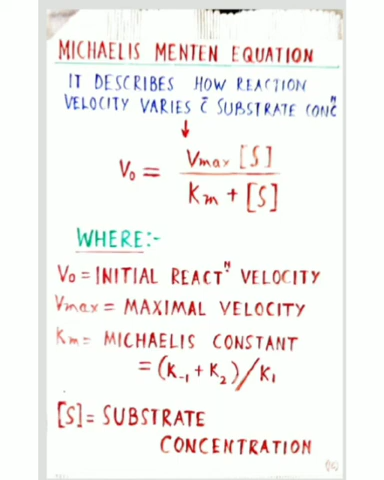 MICHAELIS MENTEN EQUATION
IT DESCRIBES HOW REACTION
VELOCITY VARIES c̄ SUBSTRATE CONCⁿ
↓
V₀ = Vmax [S] / Km + [S]
WHERE:-
V₀ = INITIAL REACTᴺ VELOCITY
Vmax = MAXIMAL VELOCITY
Km = MICHAELIS CONSTANT
= (K₋₁ + K₂)/K₁
[S] = SUBSTRATE
CONCENTRATION